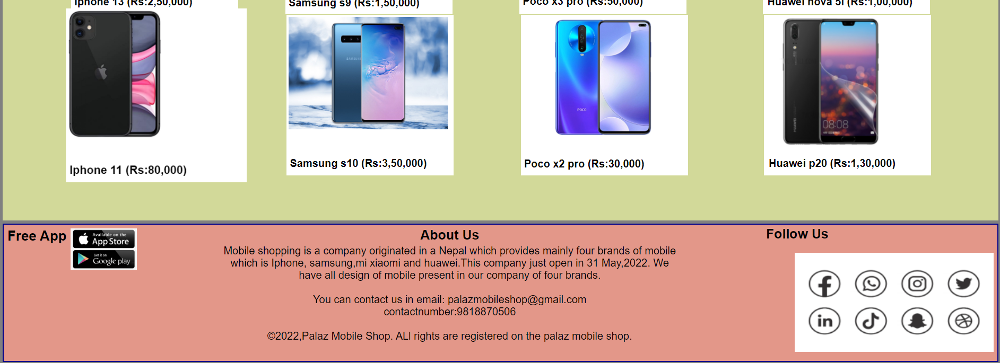 Iphone 13 (Rs:2,50,000)
Samsung s9 (Rs:1,50,000)
Poco x3 pro (Rs:50,000)
Huawei nova 5i (Rs:1,00,000)
SAMSUNG
POCO
HUAWEI
08:08
Iphone 11 (Rs:80,000)
Samsung s10 (Rs:3,50,000)
Poco x2 pro (Rs:30,000)
Huawei p20 (Rs:1,30,000)
Free App
Available on the
App Store
Get it on
Google play
About Us
Mobile shopping is a company originated in a Nepal which provides mainly four brands of mobile
which is Iphone, samsung,mi xiaomi and huawei.This company just open in 31 May,2022. We
have all design of mobile present in our company of four brands.
You can contact us in email: palazmobileshop@gmail.com
contactnumber:9818870506
©2022,Palaz Mobile Shop. ALl rights are registered on the palaz mobile shop.
Follow Us
in